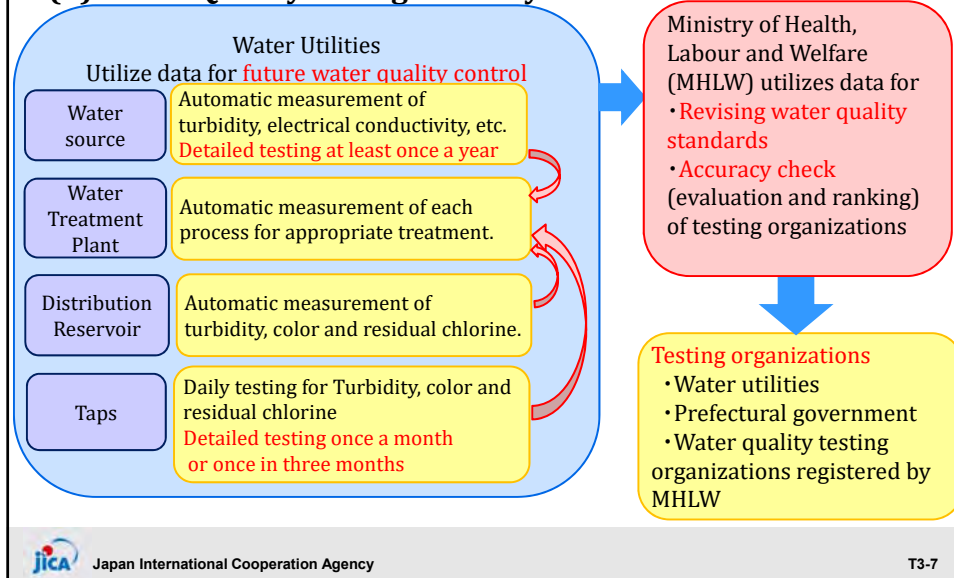 Water Utilities
Utilize data for future water quality control
Water
source
Automatic measurement of
turbidity, electrical conductivity, etc.
Detailed testing at least once a year
Water
Treatment
Plant
Automatic measurement of each
process for appropriate treatment.
Distribution
Reservoir
Automatic measurement of
turbidity, color and residual chlorine.
Taps
Daily testing for Turbidity, color and
residual chlorine
Detailed testing once a month
or once in three months
Ministry of Health,
Labour and Welfare
(MHLW) utilizes data for
・Revising water quality
standards
・Accuracy check
(evaluation and ranking)
of testing organizations
Testing organizations
・Water utilities
・Prefectural government
・Water quality testing
organizations registered by
MHLW
jICA Japan International Cooperation Agency
T3-7